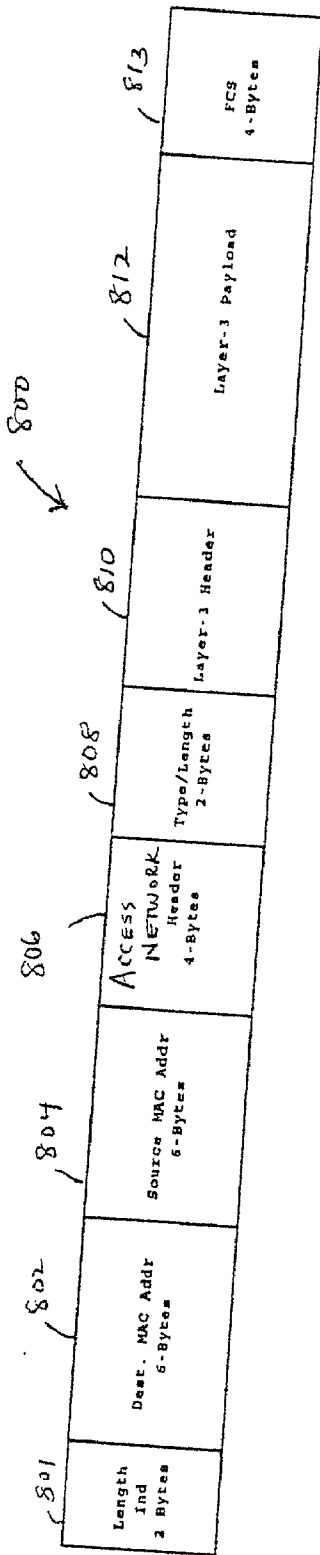 800
801
Length
Ind
2 Bytes
802
Dest. MAC Addr
6-Bytes
804
Source MAC Addr
6-Bytes
806
ACCESS
NETWORK
Header
4-Bytes
808
Type/Length
2-Bytes
810
Layer-3 Header
812
Layer-3 Payload
813
FCS
4-Bytes